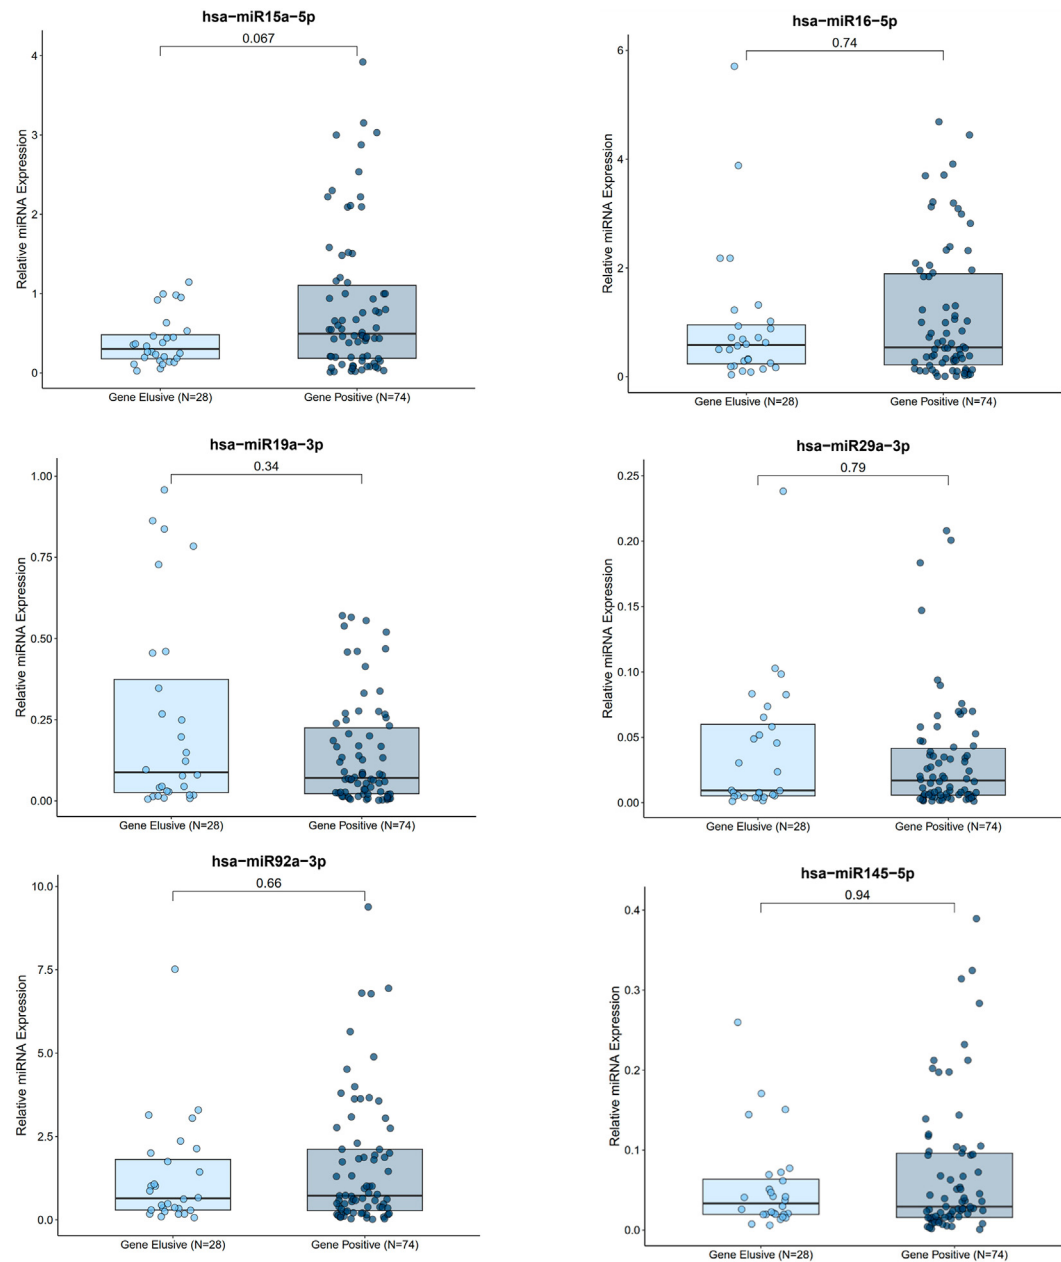 hsa−miR15a−5p
0.067
4
3
2
1
0
Relative miRNA Expression
Gene Elusive (N=28)
Gene Positive (N=74)
hsa−miR16−5p
0.74
6
4
2
0
Relative miRNA Expression
Gene Elusive (N=28)
Gene Positive (N=74)
hsa−miR19a−3p
0.34
1.00
0.75
0.50
0.25
0.00
Relative miRNA Expression
Gene Elusive (N=28)
Gene Positive (N=74)
hsa−miR29a−3p
0.79
0.25
0.20
0.15
0.10
0.05
0.00
Relative miRNA Expression
Gene Elusive (N=28)
Gene Positive (N=74)
hsa−miR92a−3p
0.66
10.0
7.5
5.0
2.5
0.0
Relative miRNA Expression
Gene Elusive (N=28)
Gene Positive (N=74)
hsa−miR145−5p
0.94
0.4
0.3
0.2
0.1
0.0
Relative miRNA Expression
Gene Elusive (N=28)
Gene Positive (N=74)